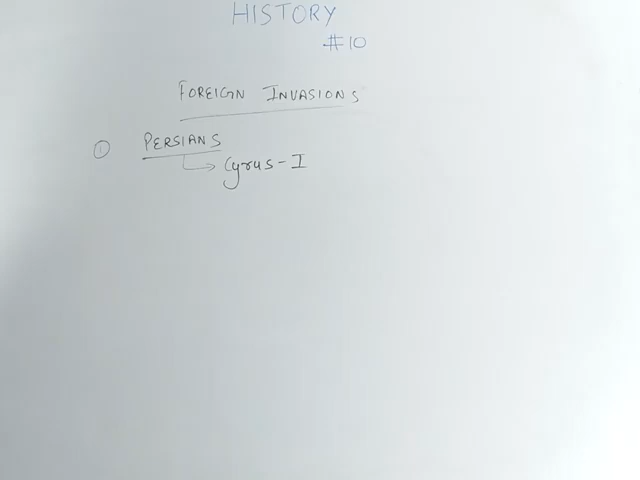 HISTORY
#10
FOREIGN INVASIONS
① PERSIANS
Cyrus-I